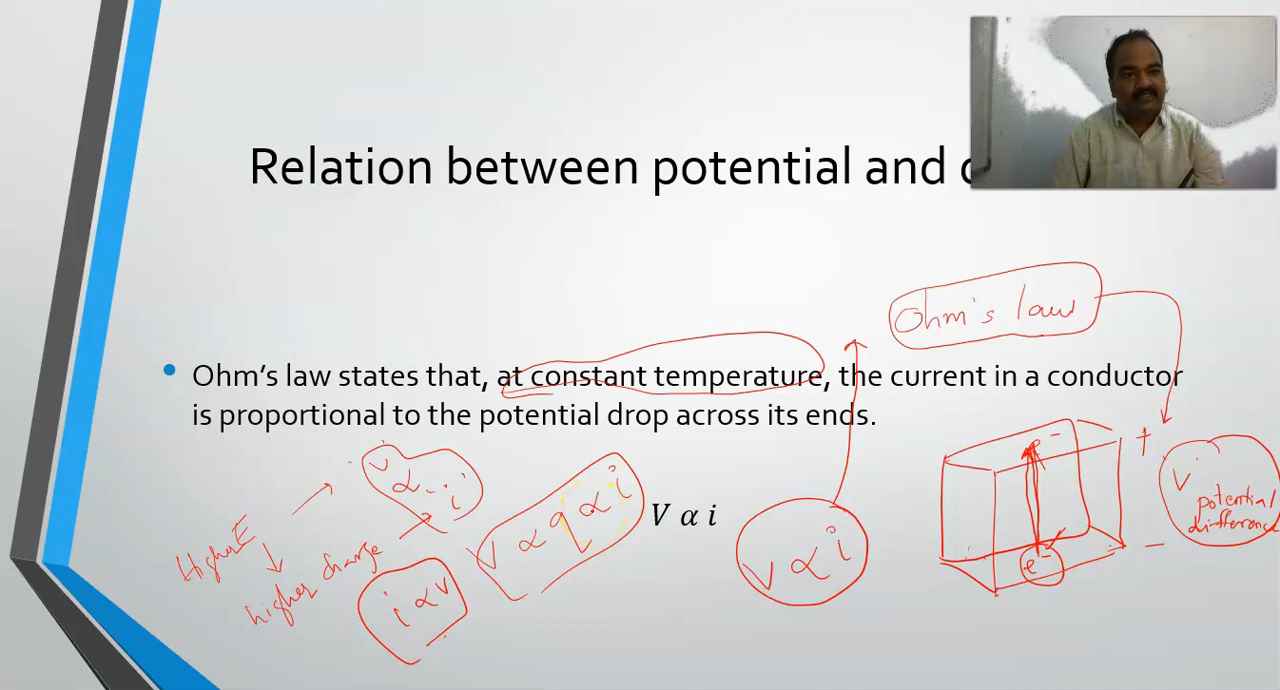 Relation between potential and c
Ohm's law
Ohm's law states that, at constant temperature, the current in a conductor
is proportional to the potential drop across its ends.
V α i
V α q α i
V α i
V α i
e-
+
V
potential
difference
Higher E
higher charge
i α V
e-
-